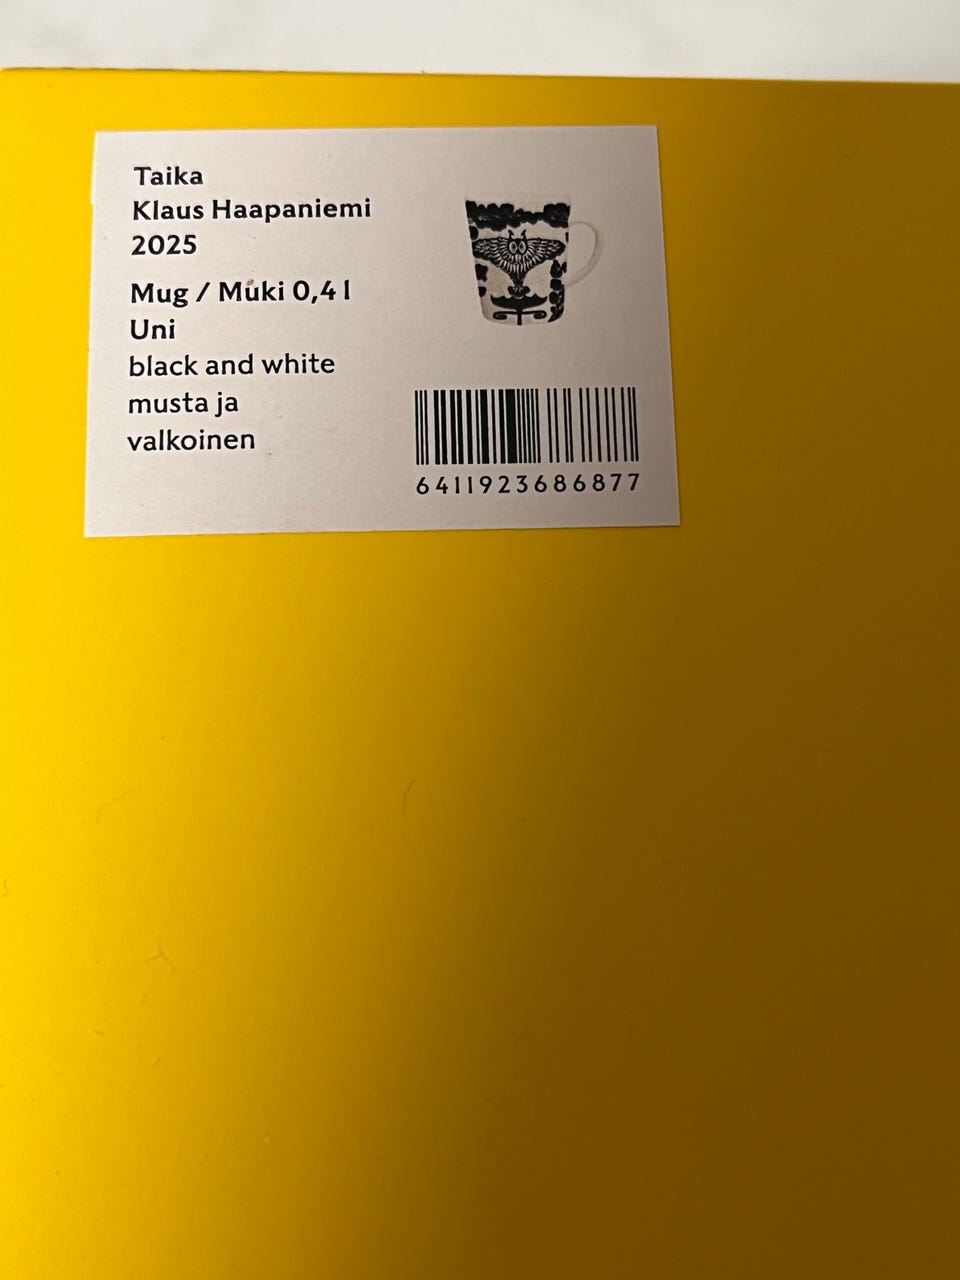 Taika
Klaus Haapaniemi
2025
Mug / Muki 0,4 l
Uni
black and white
musta ja
valkoinen
6411923686877